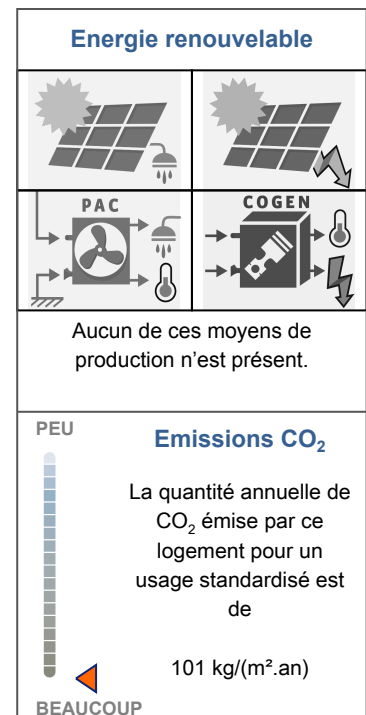 Energie renouvelable
PAC
COGEN
Aucun de ces moyens de
production n'est présent.
PEU
Emissions CO₂
La quantité annuelle de
CO₂ émise par ce
logement pour un
usage standardisé est
de
101 kg/(m².an)
BEAUCOUP